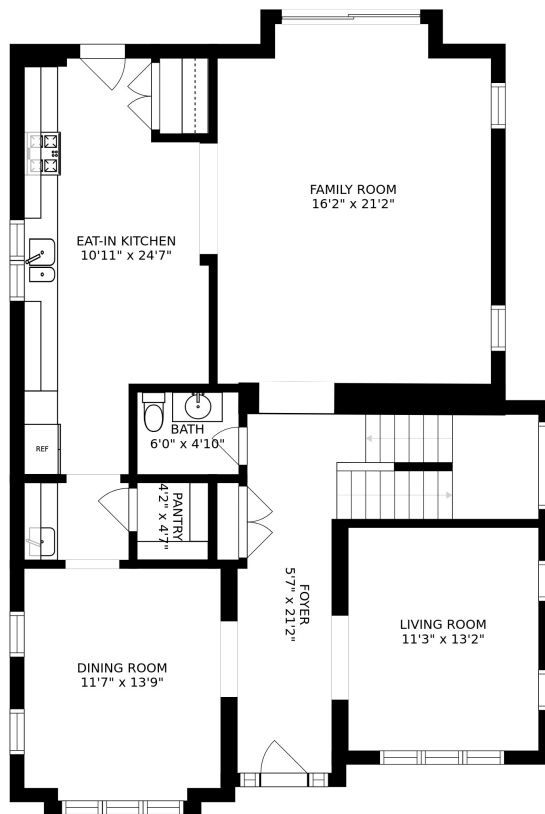 FAMILY ROOM
16'2" x 21'2"
EAT-IN KITCHEN
10'11" x 24'7"
BATH
6'0" x 4'10"
REF
PANTRY
4'2" x 4'7"
FOYER
5'7" x 21'2"
LIVING ROOM
11'3" x 13'2"
DINING ROOM
11'7" x 13'9"